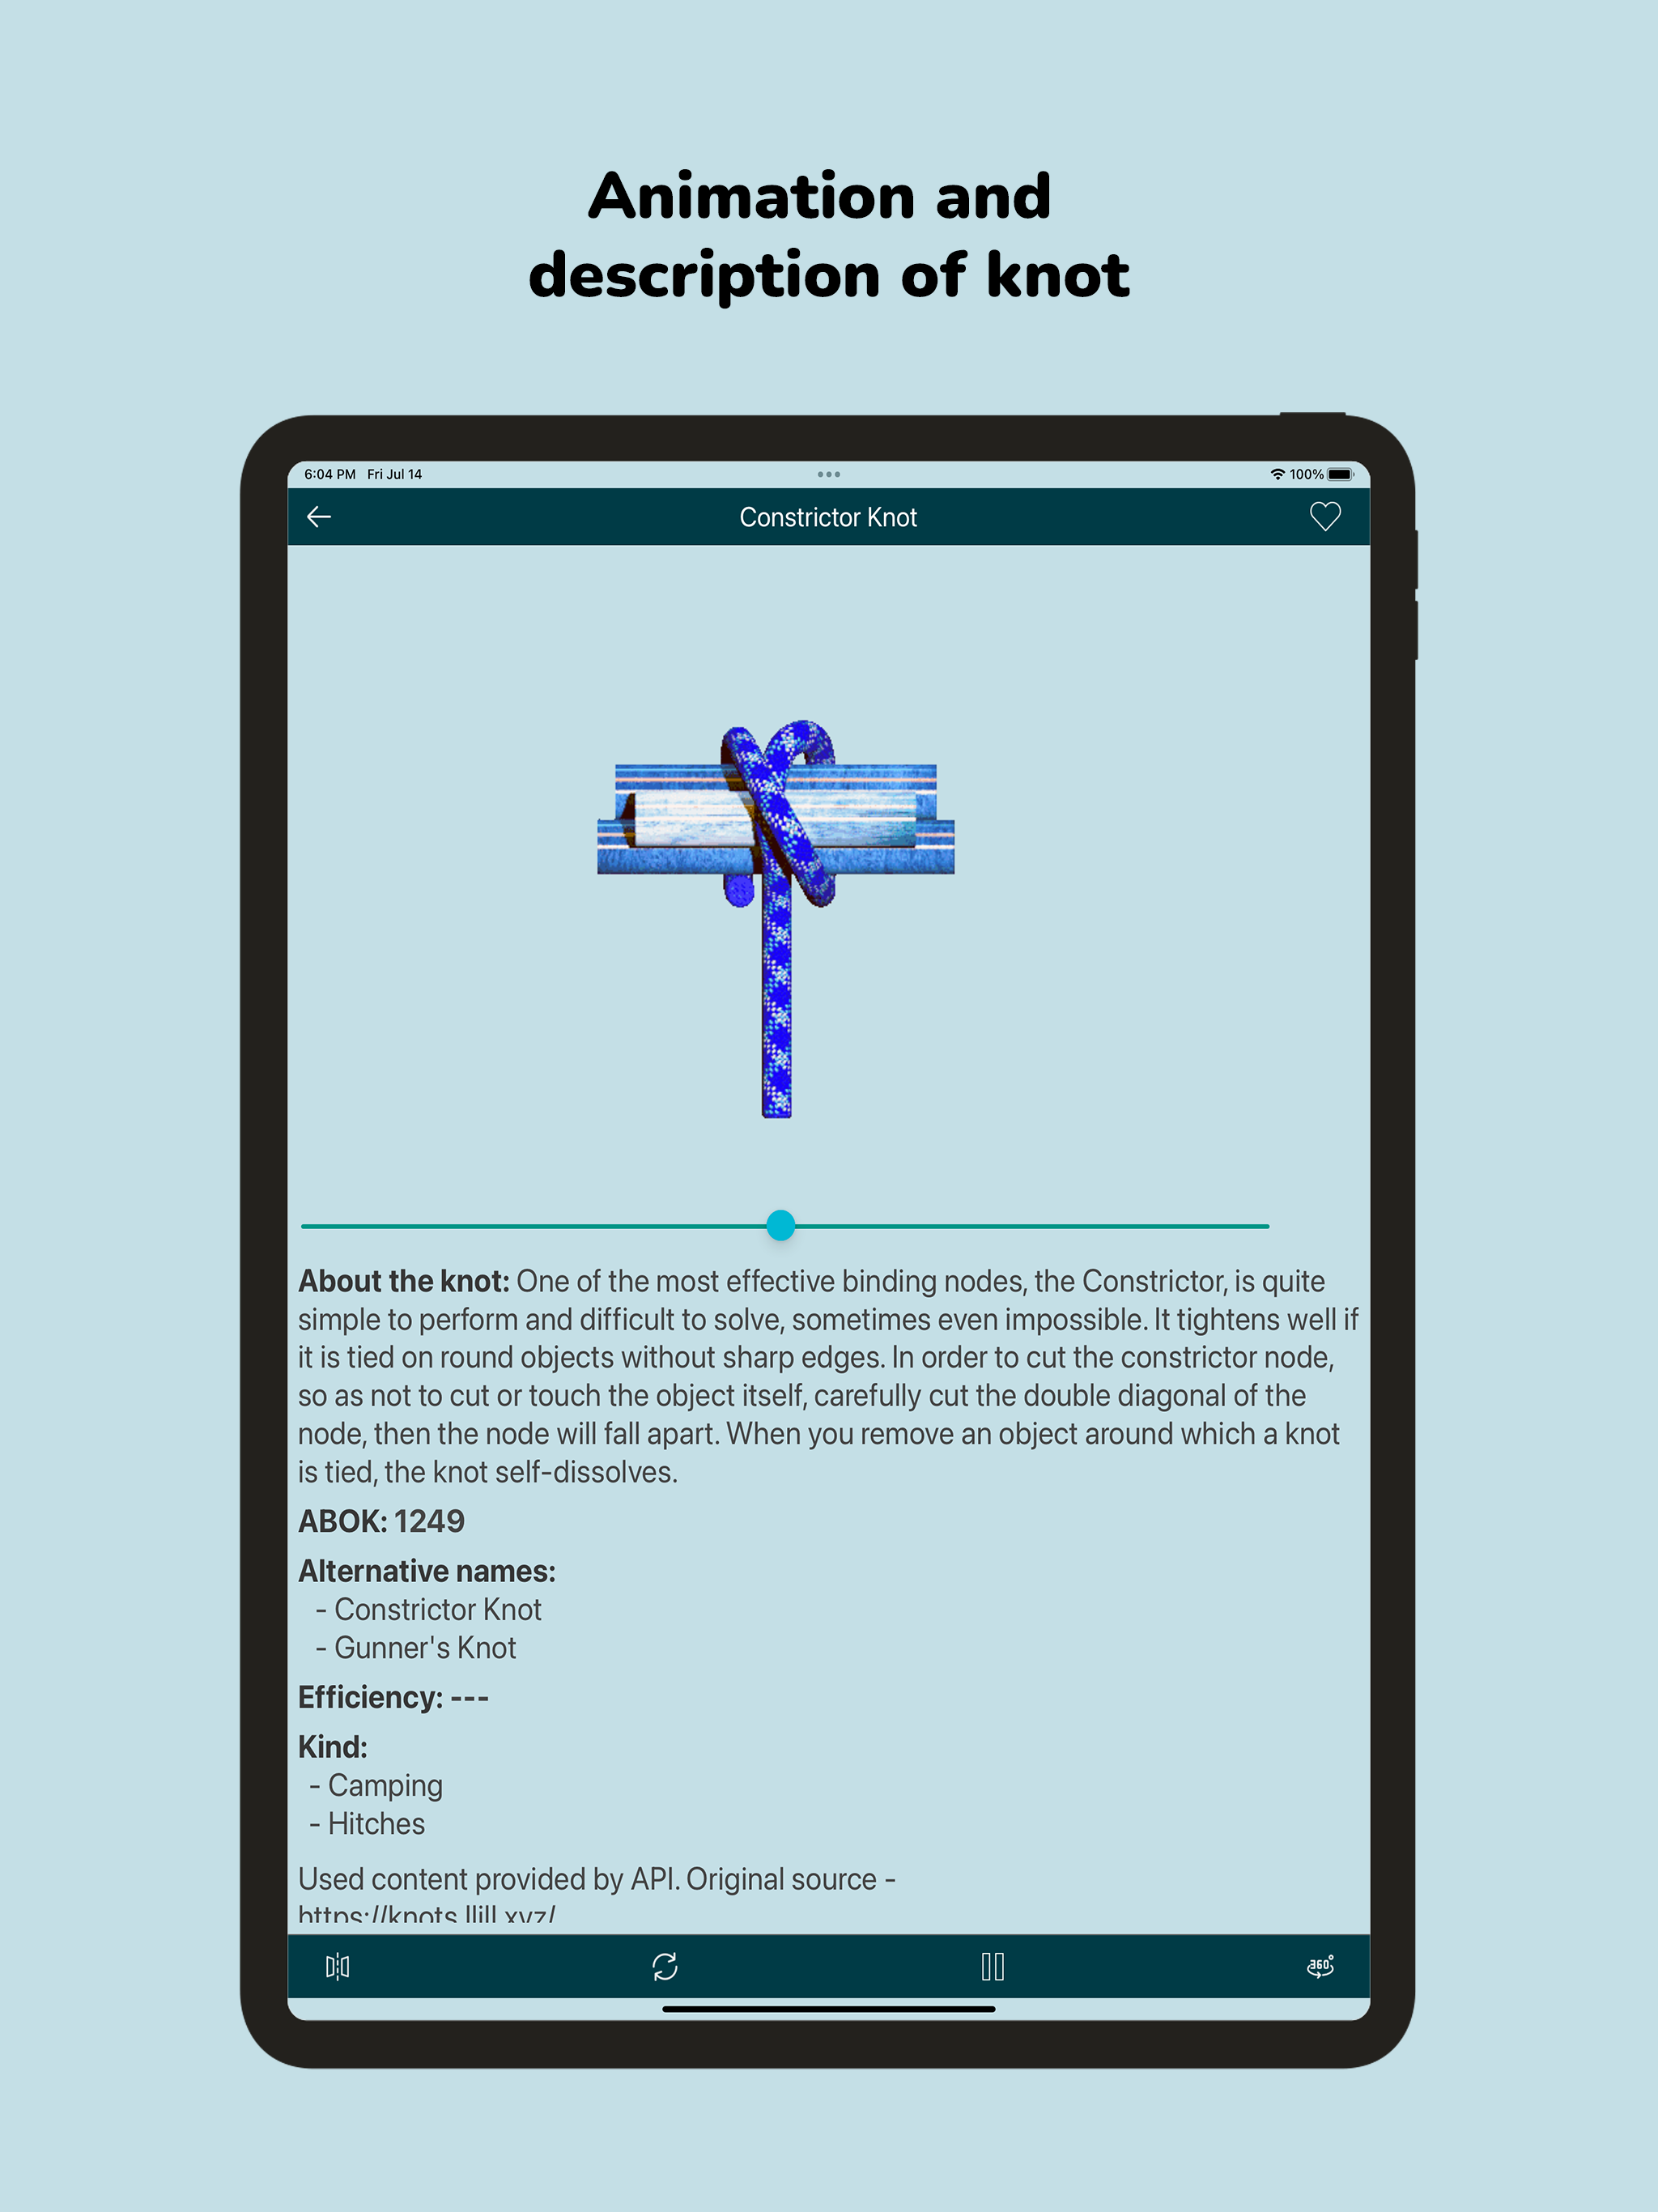 Animation and
description of knot
6:04 PM Fri Jul 14
100%
Constrictor Knot
About the knot: One of the most effective binding nodes, the Constrictor, is quite
simple to perform and difficult to solve, sometimes even impossible. It tightens well if
it is tied on round objects without sharp edges. In order to cut the constrictor node,
so as not to cut or touch the object itself, carefully cut the double diagonal of the
node, then the node will fall apart. When you remove an object around which a knot
is tied, the knot self-dissolves.
ABOK: 1249
Alternative names:
- Constrictor Knot
- Gunner's Knot
Efficiency: ---
Kind:
- Camping
- Hitches
Used content provided by API. Original source -
https://knots.llill.xyz/
360°